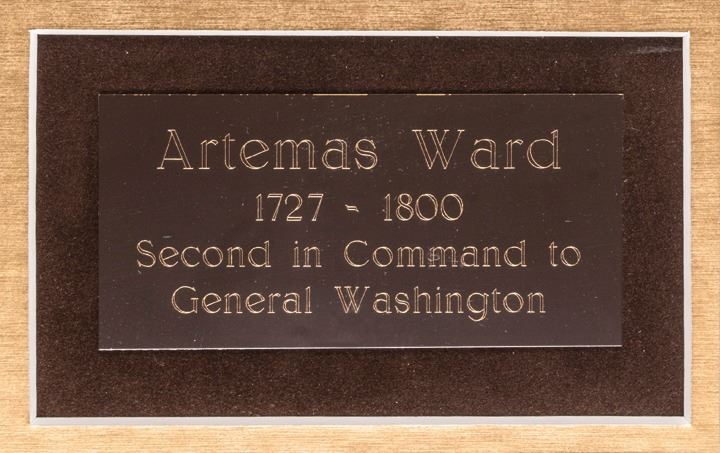 Artemas Ward
1727 - 1800
Second in Command to
General Washington